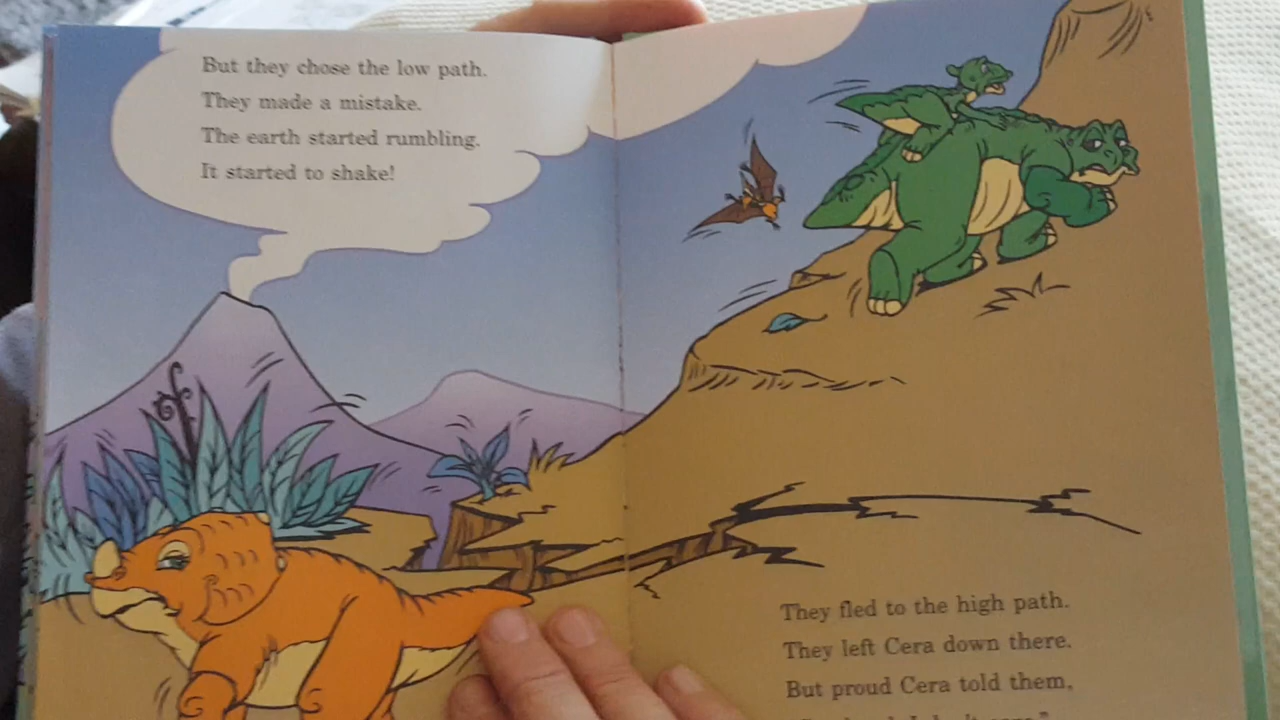 But they chose the low path.
They made a mistake.
The earth started rumbling.
It started to shake!
They fled to the high path.
They left Cera down there.
But proud Cera told them,